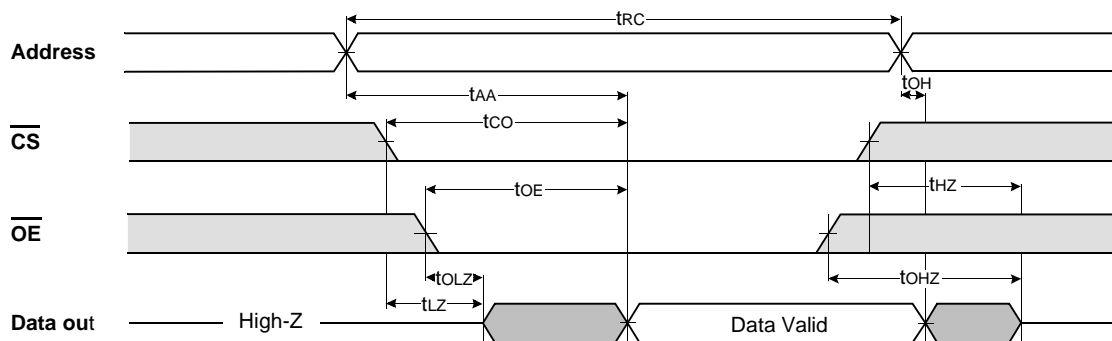 tRC
Address
tAA
tOH
tCO
CS
tOE
tHZ
OE
tOLZ
tOHZ
tLZ
Data out
High-Z
Data Valid